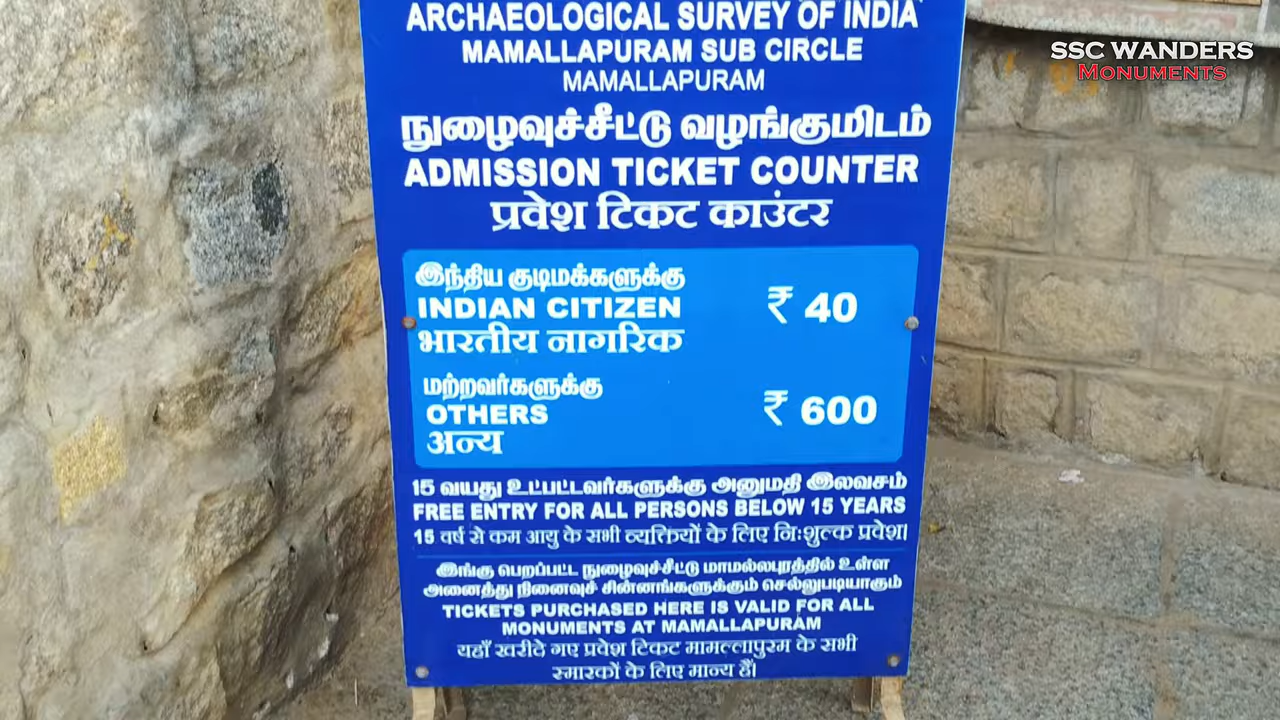 ARCHAEOLOGICAL SURVEY OF INDIA
MAMALLAPURAM SUB CIRCLE
MAMALLAPURAM
நுழைவுச்சீட்டு வழங்குமிடம்
ADMISSION TICKET COUNTER
प्रवेश टिकट काउंटर
இந்திய குடிமக்களுக்கு
INDIAN CITIZEN ₹ 40
भारतीय नागरिक
மற்றவர்களுக்கு
OTHERS ₹ 600
अन्य
15 வயது உட்பட்டவர்களுக்கு அனுமதி இலவசம்
FREE ENTRY FOR ALL PERSONS BELOW 15 YEARS
15 वर्ष से कम आयु के सभी व्यक्तियों के लिए निःशुल्क प्रवेश।
இங்கு பெறப்பட்ட நுழைவுச்சீட்டு மாமல்லபுரத்தில் உள்ள
அனைத்து நினைவுச் சின்னங்களுக்கும் செல்லுபடியாகும்
TICKETS PURCHASED HERE IS VALID FOR ALL
MONUMENTS AT MAMALLAPURAM
यहाँ खरीदे गए प्रवेश टिकट मामल्लापुरम के सभी
स्मारकों के लिए मान्य हैं।
SSC WANDERS
MONUMENTS